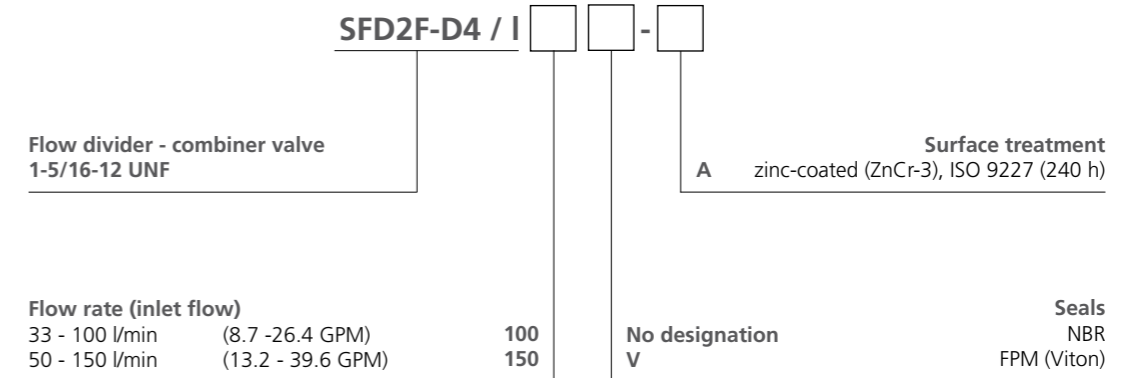 SFD2F-D4 / I -
Flow divider - combiner valve
1-5/16-12 UNF
Surface treatment
A zinc-coated (ZnCr-3), ISO 9227 (240 h)
Flow rate (inlet flow)
33 - 100 l/min (8.7 -26.4 GPM) 100
50 - 150 l/min (13.2 - 39.6 GPM) 150
Seals
No designation NBR
V FPM (Viton)